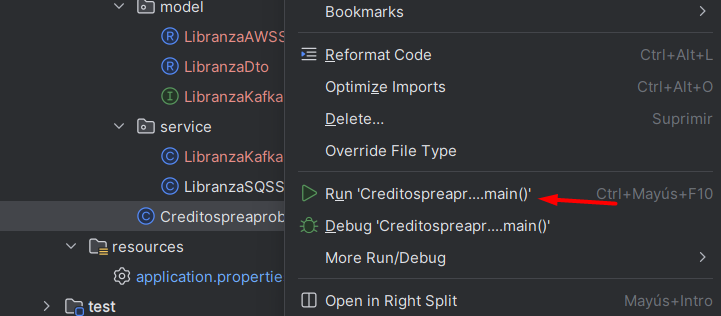 model
LibranzaAWSS
LibranzaDto
LibranzaKafka
service
LibranzaKafka
LibranzaSQSS
Creditospreaprob
resources
application.propertie
test
Bookmarks
Reformat Code Ctrl+Alt+L
Optimize Imports Ctrl+Alt+O
Delete... Suprimir
Override File Type
Run 'Creditospreapr....main()' Ctrl+Mayús+F10
Debug 'Creditospreapr....main()'
More Run/Debug
Open in Right Split Mayús+Intro